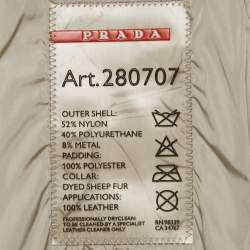 PRADA
Art.280707
OUTER SHELL:
52% NYLON
40% POLYURETHANE
8% METAL
PADDING:
100% POLYESTER
COLLAR:
DYED SHEEP FUR
APPLICATIONS:
100% LEATHER
PROFESSIONALLY DRYCLEAN:
TO BE CLEANED BY A SPECIALIST
LEATHER CLEANER ONLY
RN 98339
CA 34767